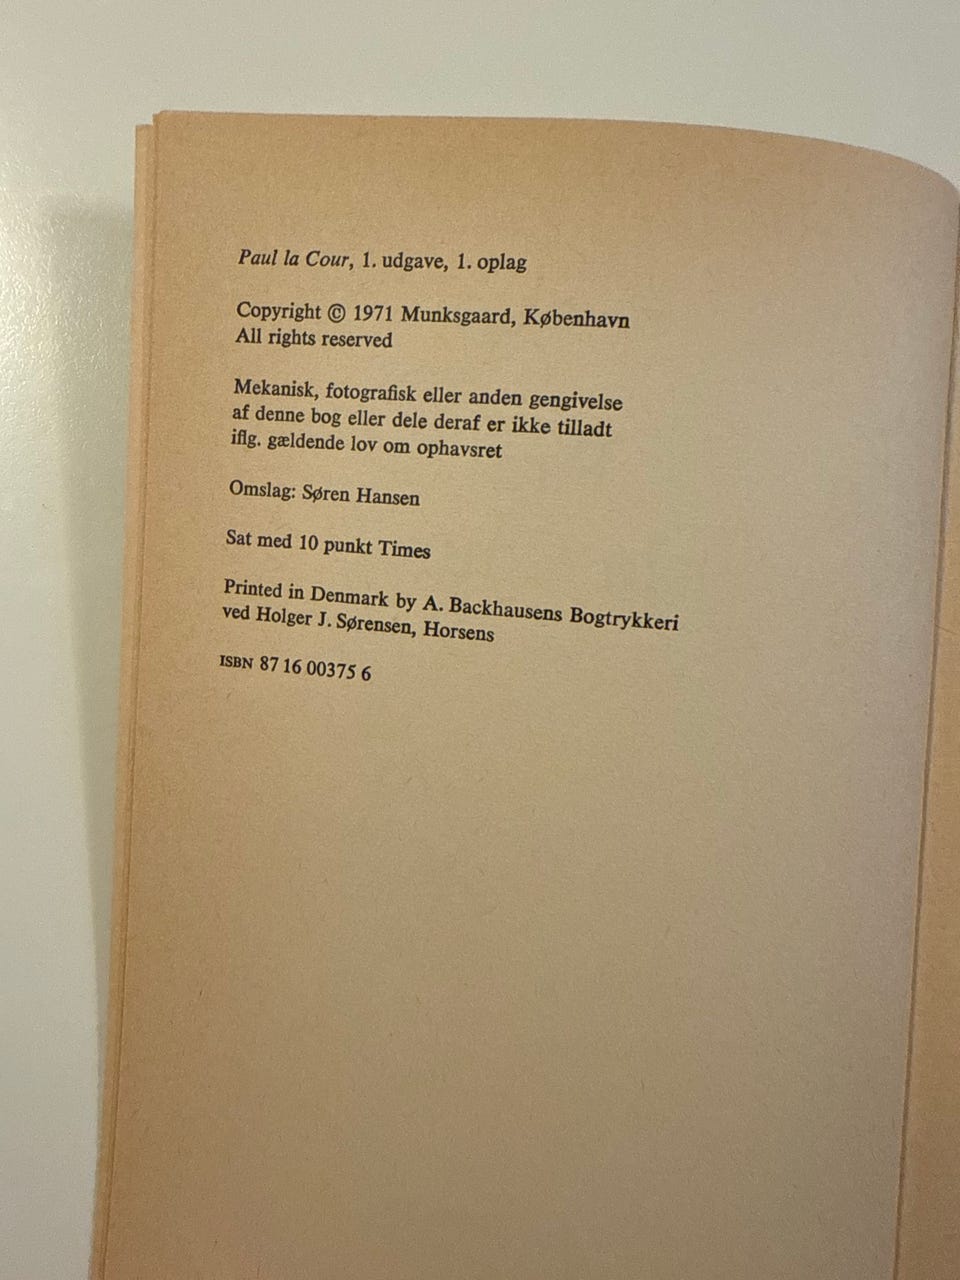 Paul la Cour, 1. udgave, 1. oplag
Copyright © 1971 Munksgaard, København
All rights reserved
Mekanisk, fotografisk eller anden gengivelse
af denne bog eller dele deraf er ikke tilladt
iflg. gældende lov om ophavsret
Omslag: Søren Hansen
Sat med 10 punkt Times
Printed in Denmark by A. Backhausens Bogtrykkeri
ved Holger J. Sørensen, Horsens
ISBN 87 16 00375 6